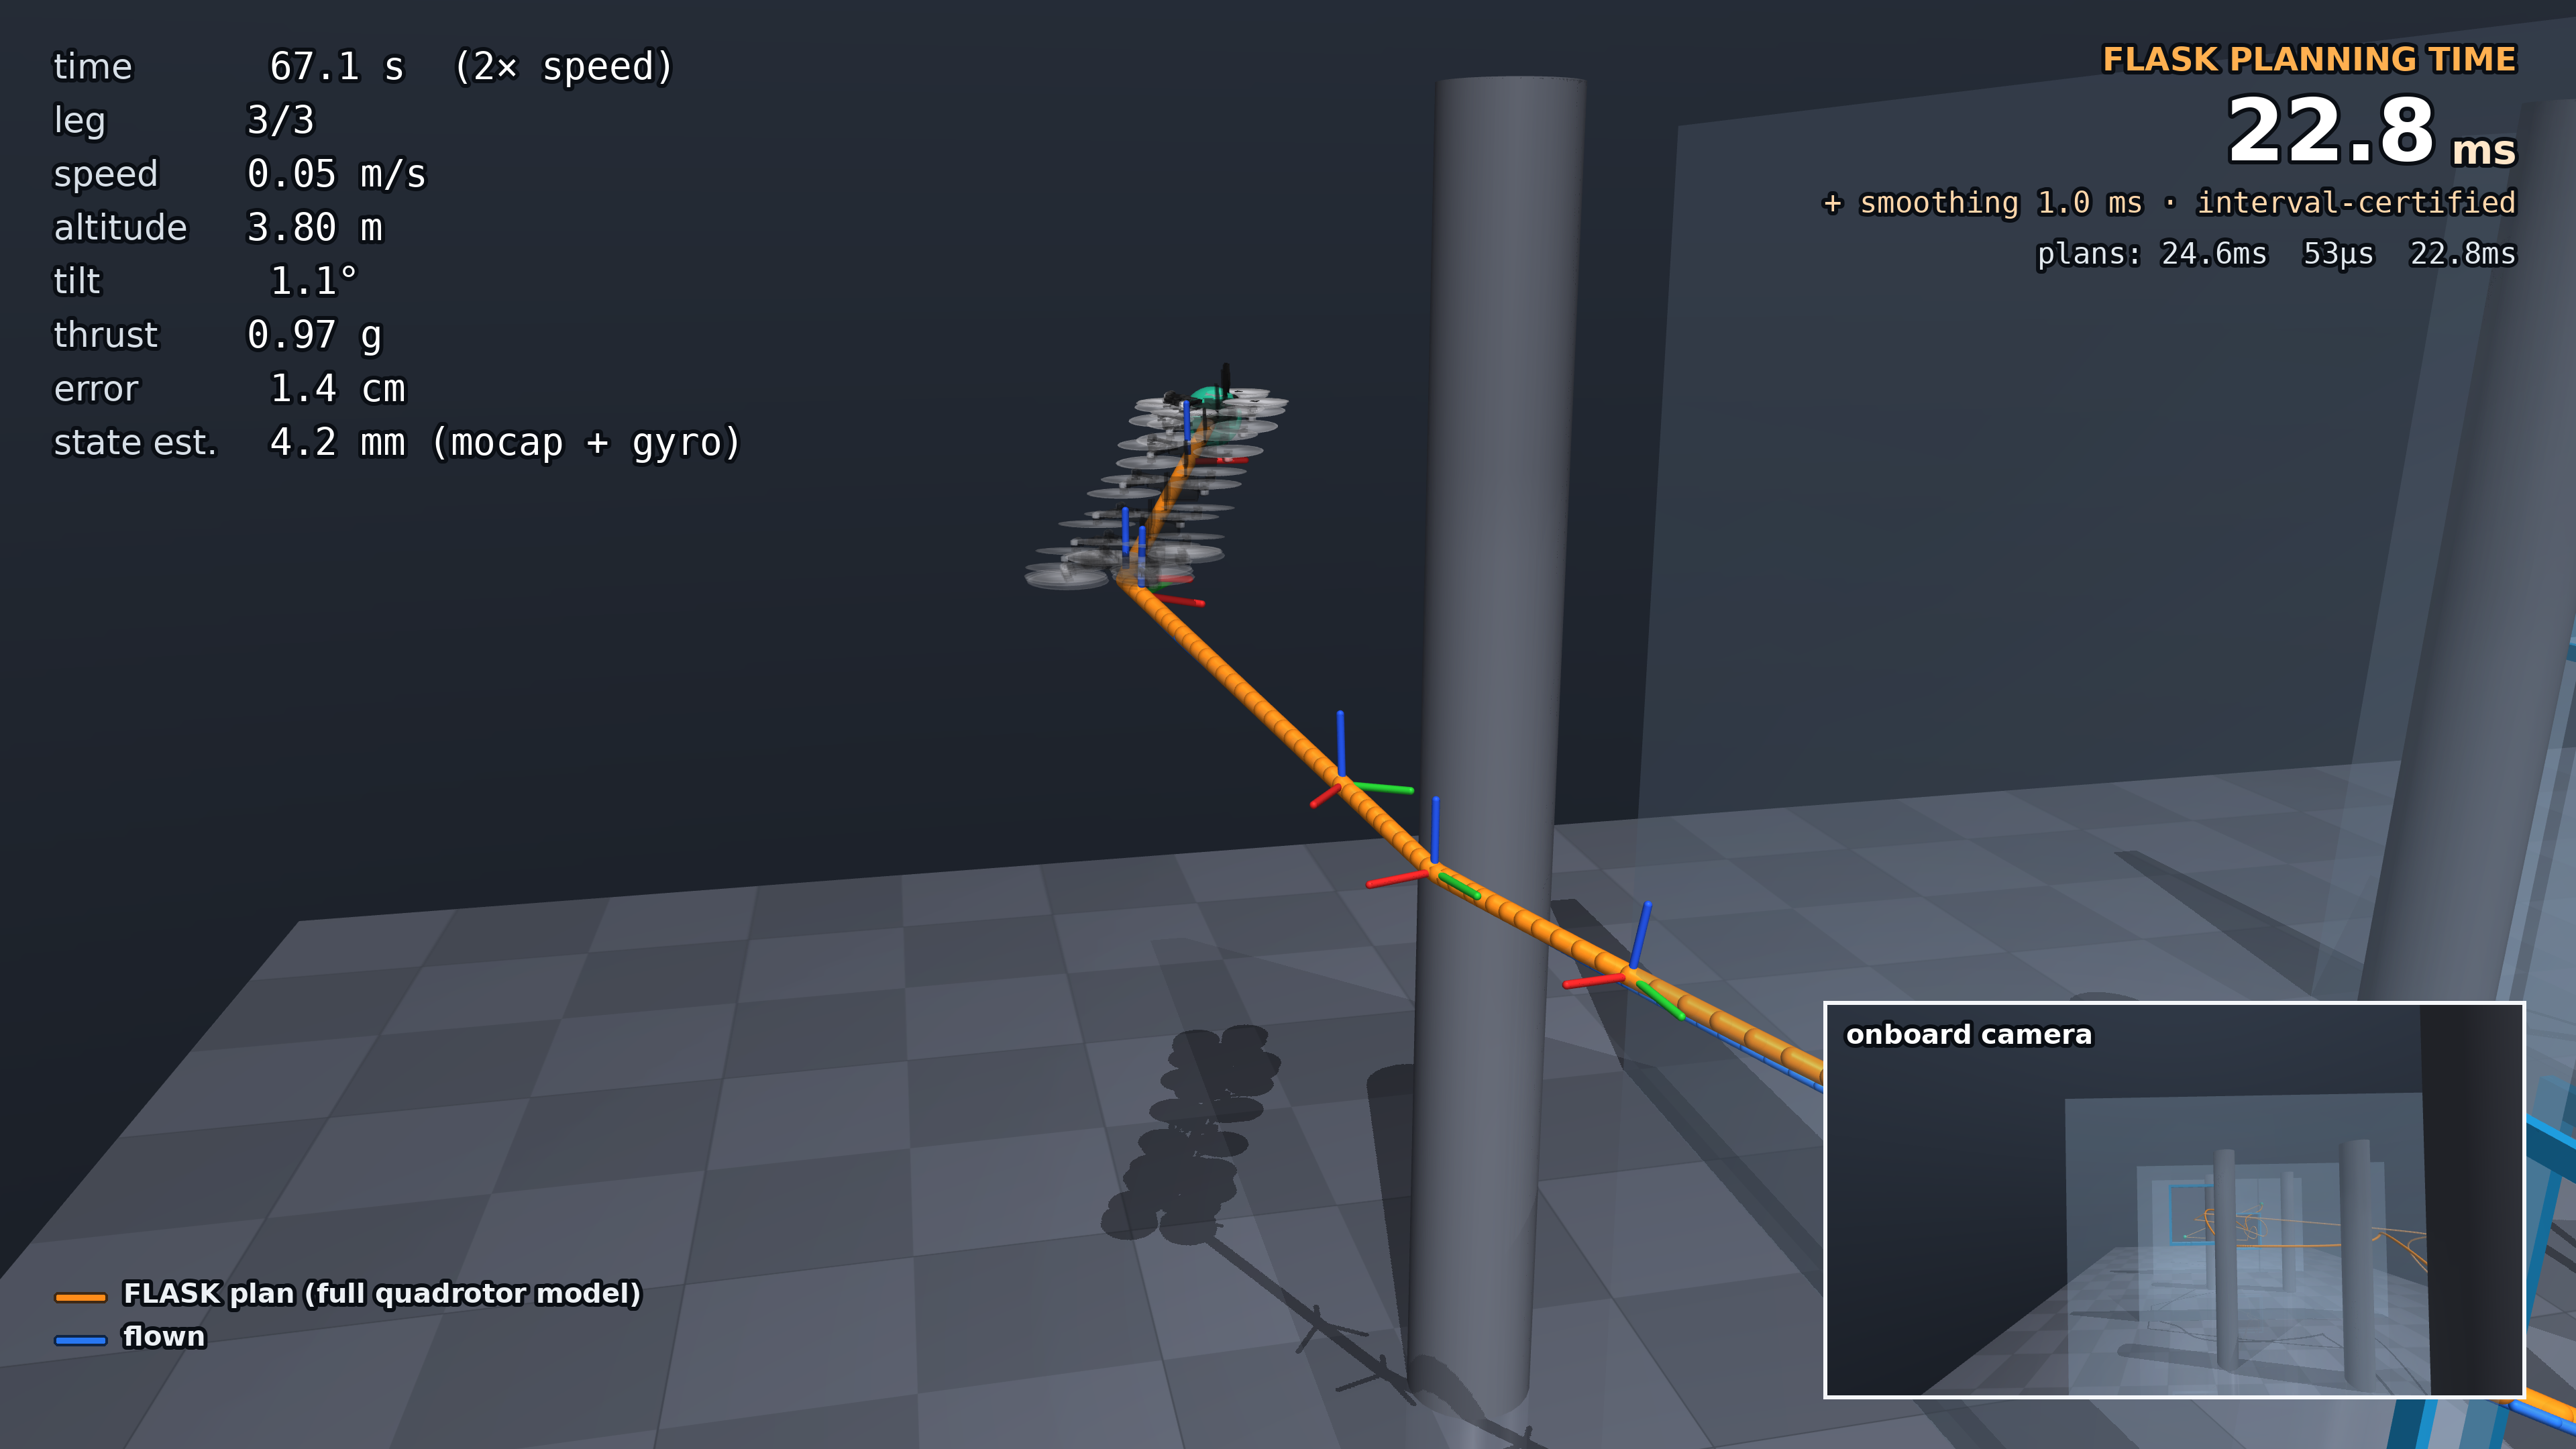 time 67.1 s (2× speed)
leg 3/3
speed 0.05 m/s
altitude 3.80 m
tilt 1.1°
thrust 0.97 g
error 1.4 cm
state est. 4.2 mm (mocap + gyro)
FLASK PLANNING TIME
22.8 ms
+ smoothing 1.0 ms · interval-certified
plans: 24.6ms 53µs 22.8ms
onboard camera
FLASK plan (full quadrotor model)
flown